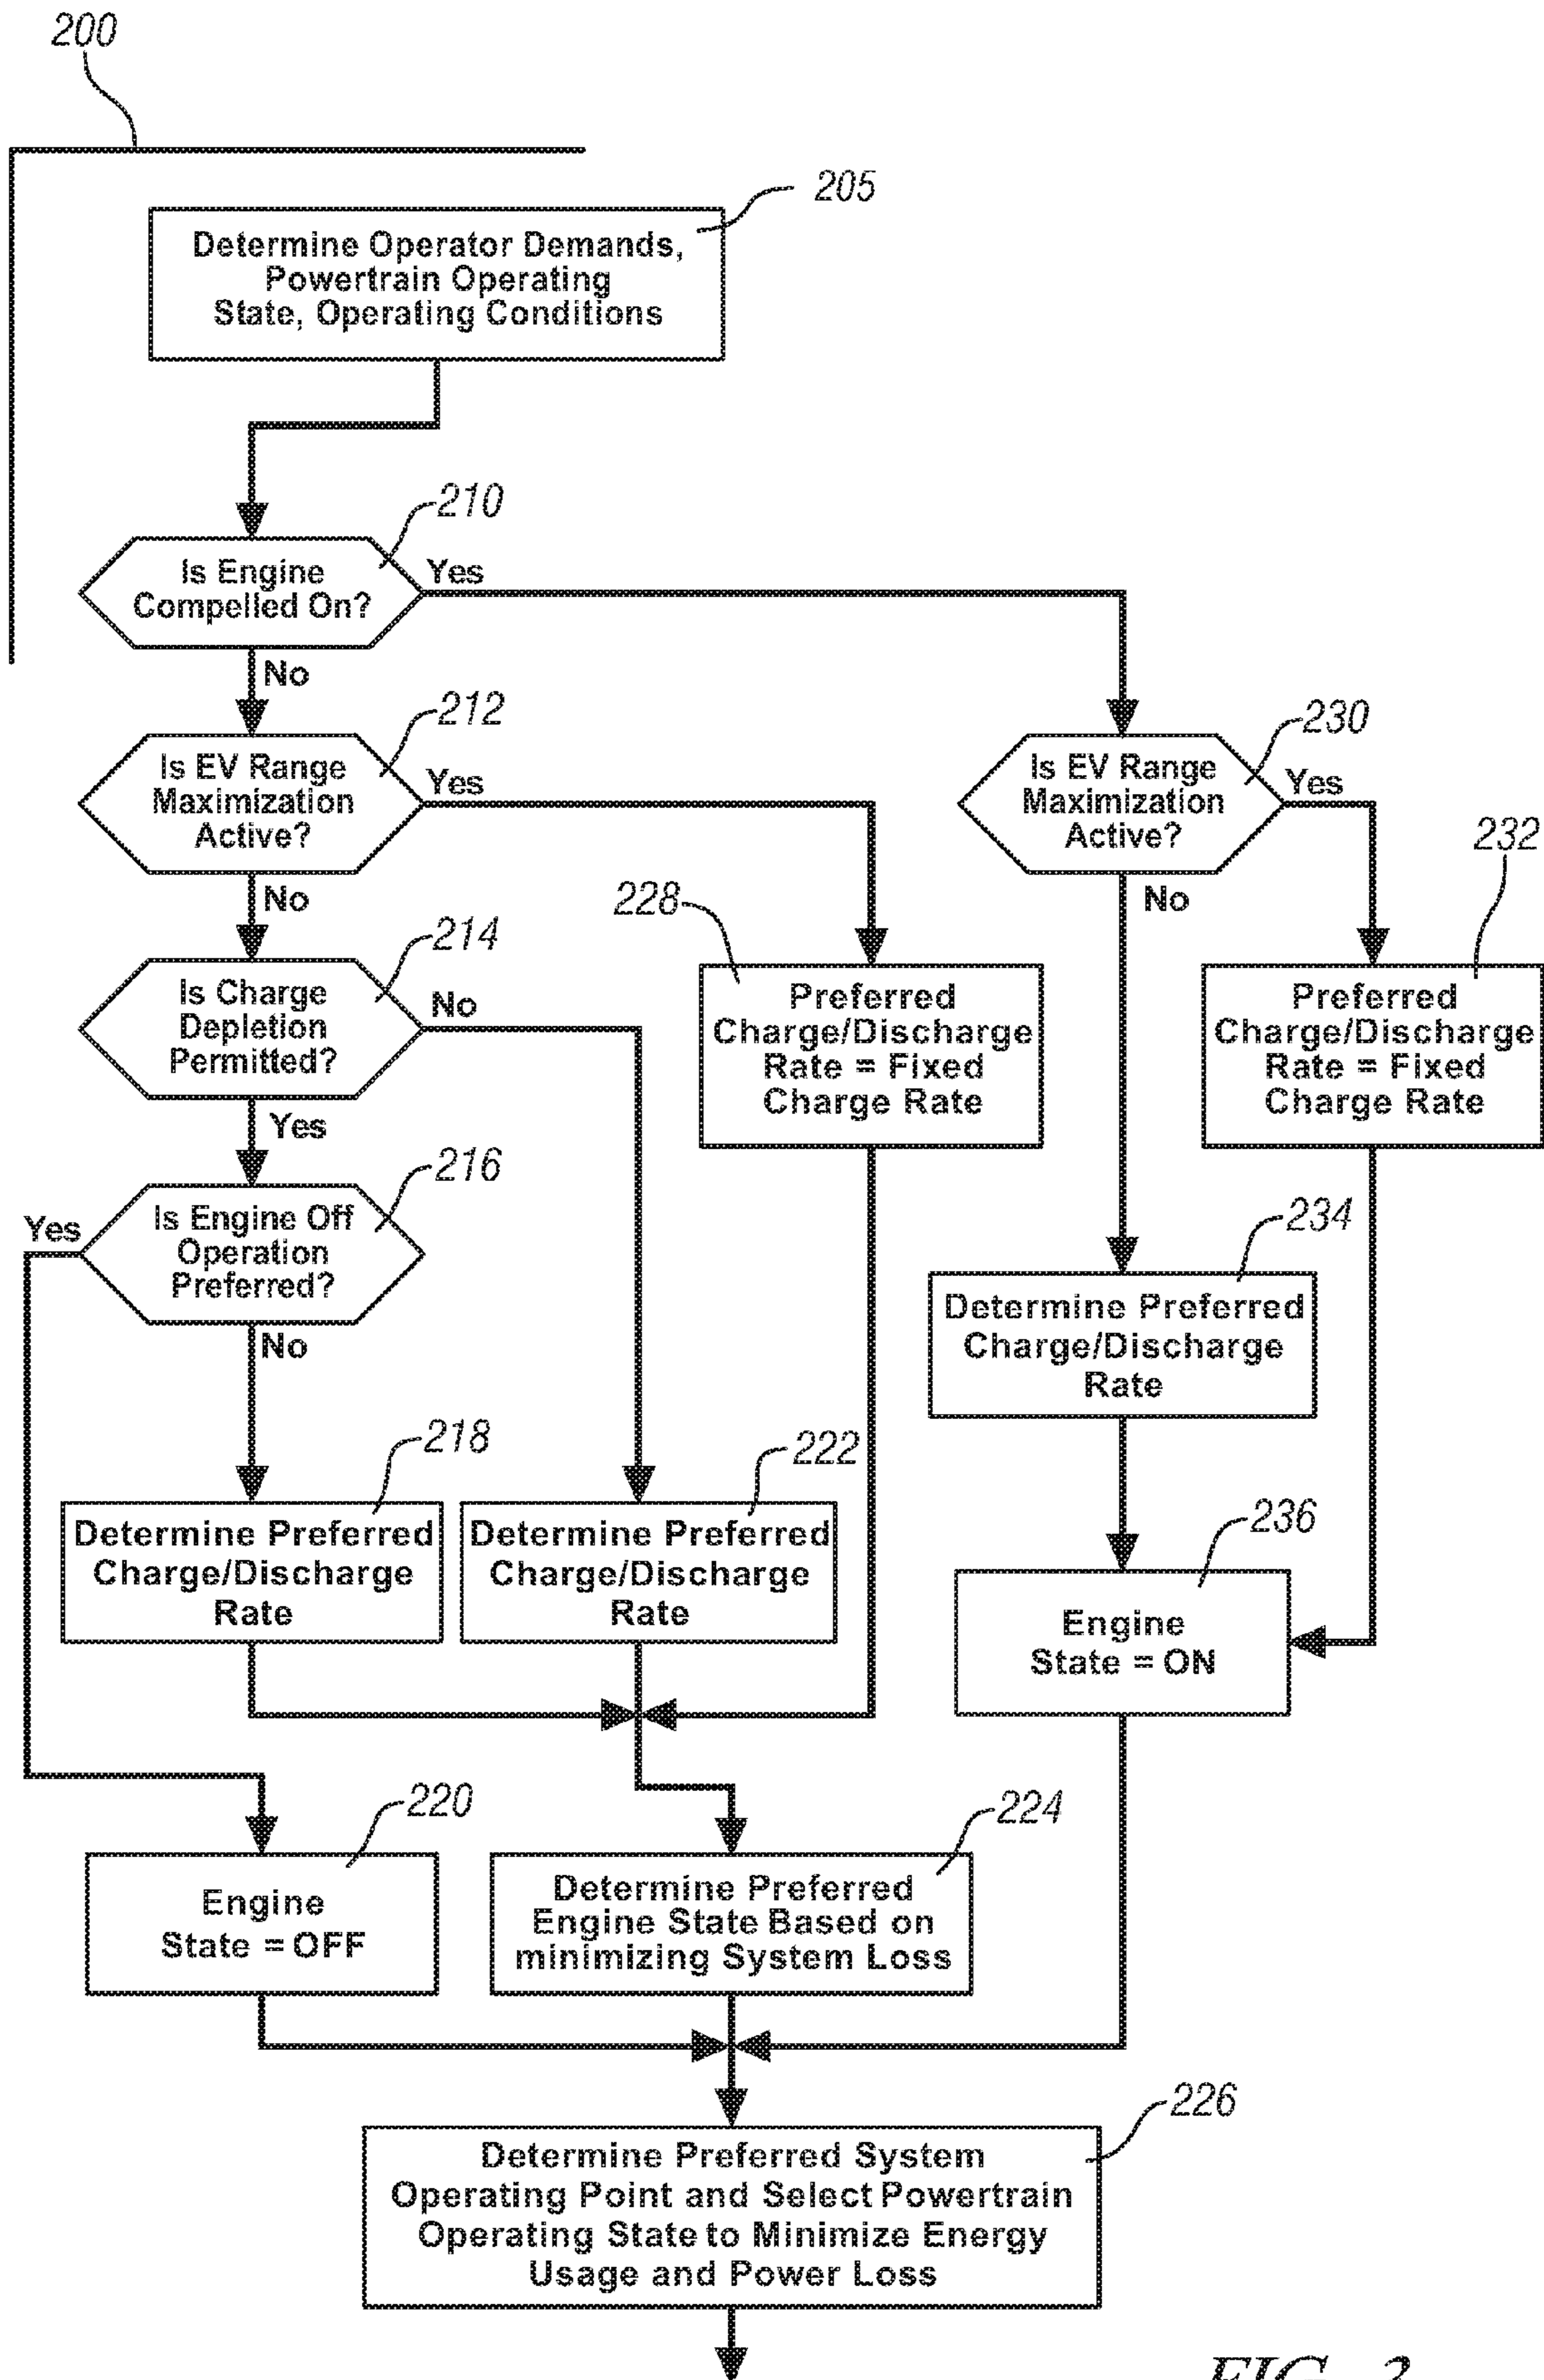 200
205
Determine Operator Demands,
Powertrain Operating
State, Operating Conditions
210
Is Engine
Compelled On?
Yes
No
212
Is EV Range
Maximization
Active?
Yes
No
230
Is EV Range
Maximization
Active?
Yes
No
232
Preferred
Charge/Discharge
Rate = Fixed
Charge Rate
228
Preferred
Charge/Discharge
Rate = Fixed
Charge Rate
214
Is Charge
Depletion
Permitted?
No
Yes
216
Is Engine Off
Operation
Preferred?
Yes
No
234
Determine Preferred
Charge/Discharge
Rate
218
Determine Preferred
Charge/Discharge
Rate
222
Determine Preferred
Charge/Discharge
Rate
236
Engine
State = ON
220
Engine
State = OFF
224
Determine Preferred
Engine State Based on
minimizing System Loss
226
Determine Preferred System
Operating Point and Select Powertrain
Operating State to Minimize Energy
Usage and Power Loss